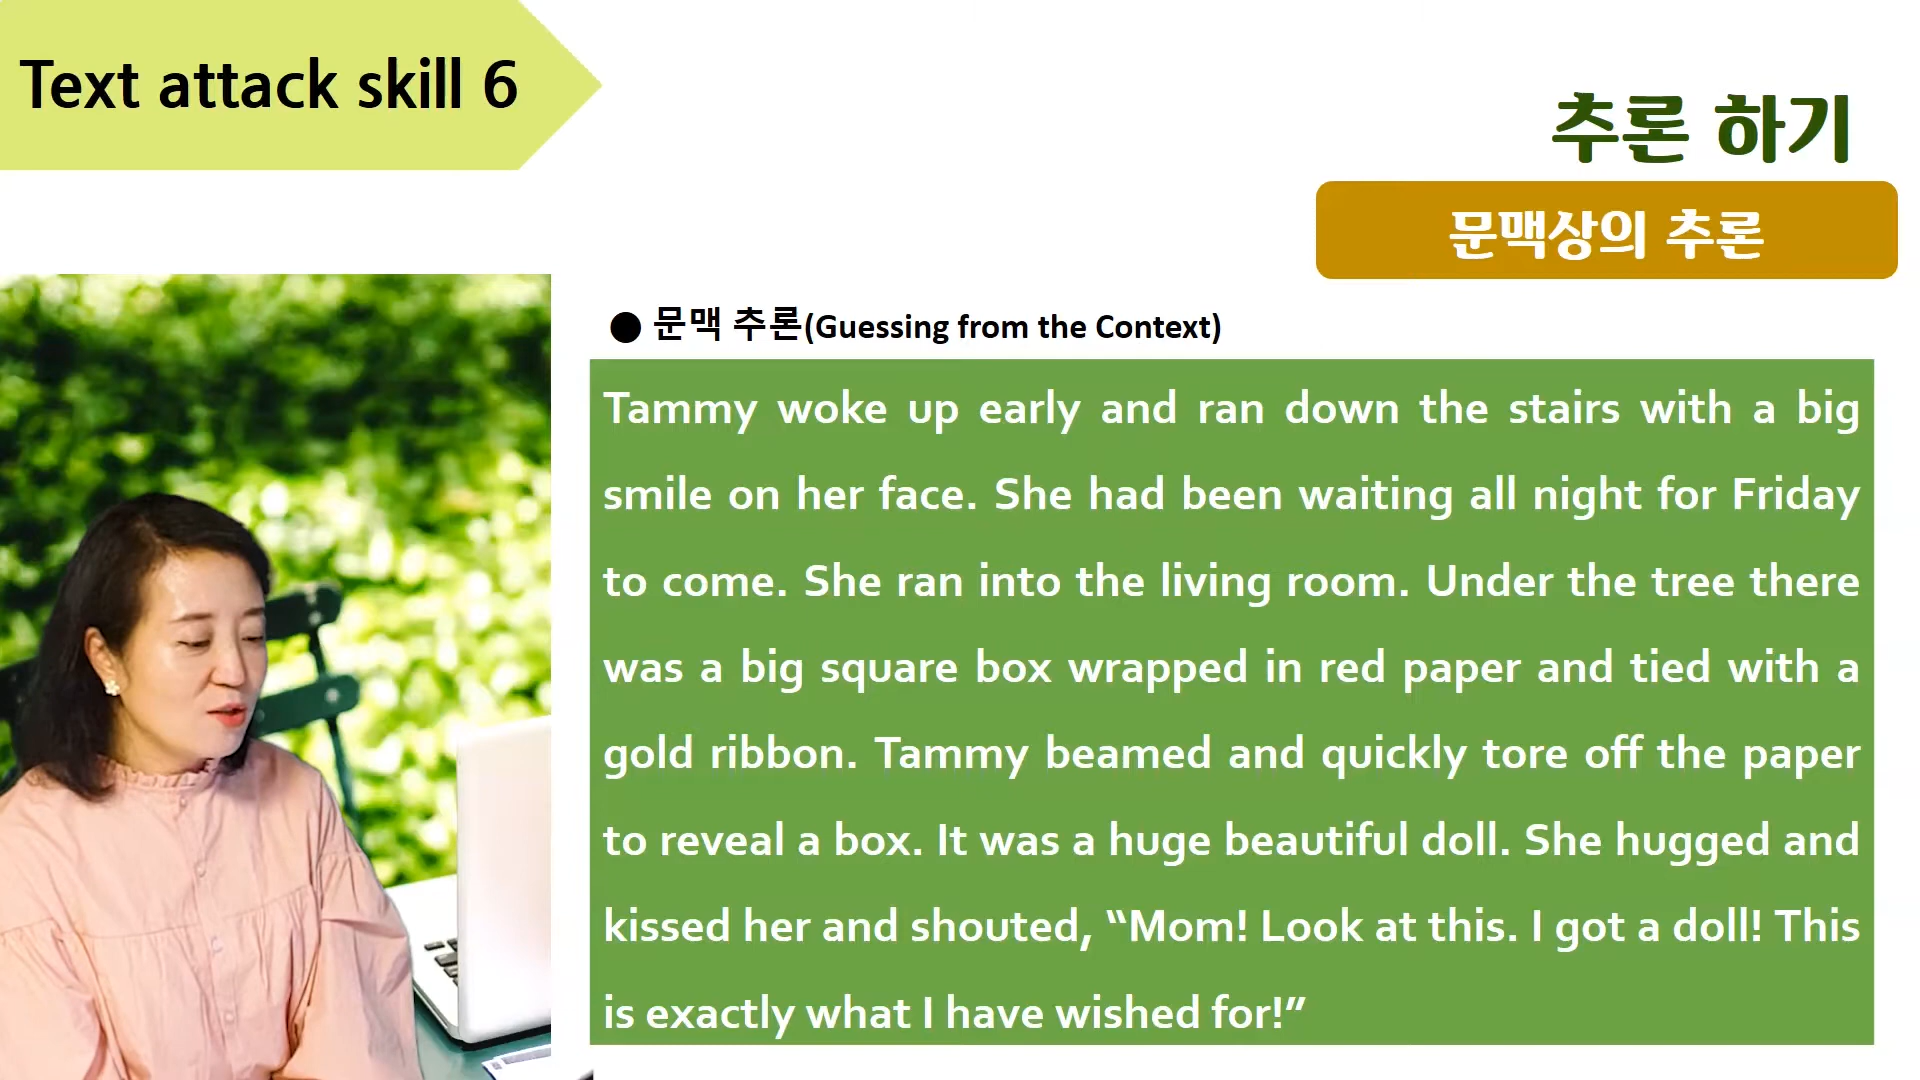 Text attack skill 6
추론 하기
문맥상의 추론
● 문맥 추론(Guessing from the Context)
Tammy woke up early and ran down the stairs with a big
smile on her face. She had been waiting all night for Friday
to come. She ran into the living room. Under the tree there
was a big square box wrapped in red paper and tied with a
gold ribbon. Tammy beamed and quickly tore off the paper
to reveal a box. It was a huge beautiful doll. She hugged and
kissed her and shouted, “Mom! Look at this. I got a doll! This
is exactly what I have wished for!”